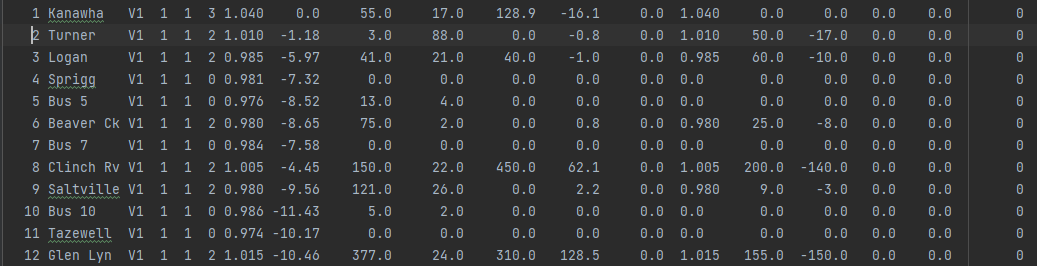 1 Kanawha V1 1 1 3 1.040 0.0 55.0 17.0 128.9 -16.1 0.0 1.040 0.0 0.0 0.0 0.0 0
2 Turner V1 1 1 2 1.010 -1.18 3.0 88.0 0.0 -0.8 0.0 1.010 50.0 -17.0 0.0 0.0 0
3 Logan V1 1 1 2 0.985 -5.97 41.0 21.0 40.0 -1.0 0.0 0.985 60.0 -10.0 0.0 0.0 0
4 Sprigg V1 1 1 0 0.981 -7.32 0.0 0.0 0.0 0.0 0.0 0.0 0.0 0.0 0.0 0.0 0
5 Bus 5 V1 1 1 0 0.976 -8.52 13.0 4.0 0.0 0.0 0.0 0.0 0.0 0.0 0.0 0.0 0
6 Beaver Ck V1 1 1 2 0.980 -8.65 75.0 2.0 0.0 0.8 0.0 0.980 25.0 -8.0 0.0 0.0 0
7 Bus 7 V1 1 1 0 0.984 -7.58 0.0 0.0 0.0 0.0 0.0 0.0 0.0 0.0 0.0 0.0 0
8 Clinch Rv V1 1 1 2 1.005 -4.45 150.0 22.0 450.0 62.1 0.0 1.005 200.0 -140.0 0.0 0.0 0
9 Saltville V1 1 1 2 0.980 -9.56 121.0 26.0 0.0 2.2 0.0 0.980 9.0 -3.0 0.0 0.0 0
10 Bus 10 V1 1 1 0 0.986 -11.43 5.0 2.0 0.0 0.0 0.0 0.0 0.0 0.0 0.0 0.0 0
11 Tazewell V1 1 1 0 0.974 -10.17 0.0 0.0 0.0 0.0 0.0 0.0 0.0 0.0 0.0 0.0 0
12 Glen Lyn V1 1 1 2 1.015 -10.46 377.0 24.0 310.0 128.5 0.0 1.015 155.0 -150.0 0.0 0.0 0